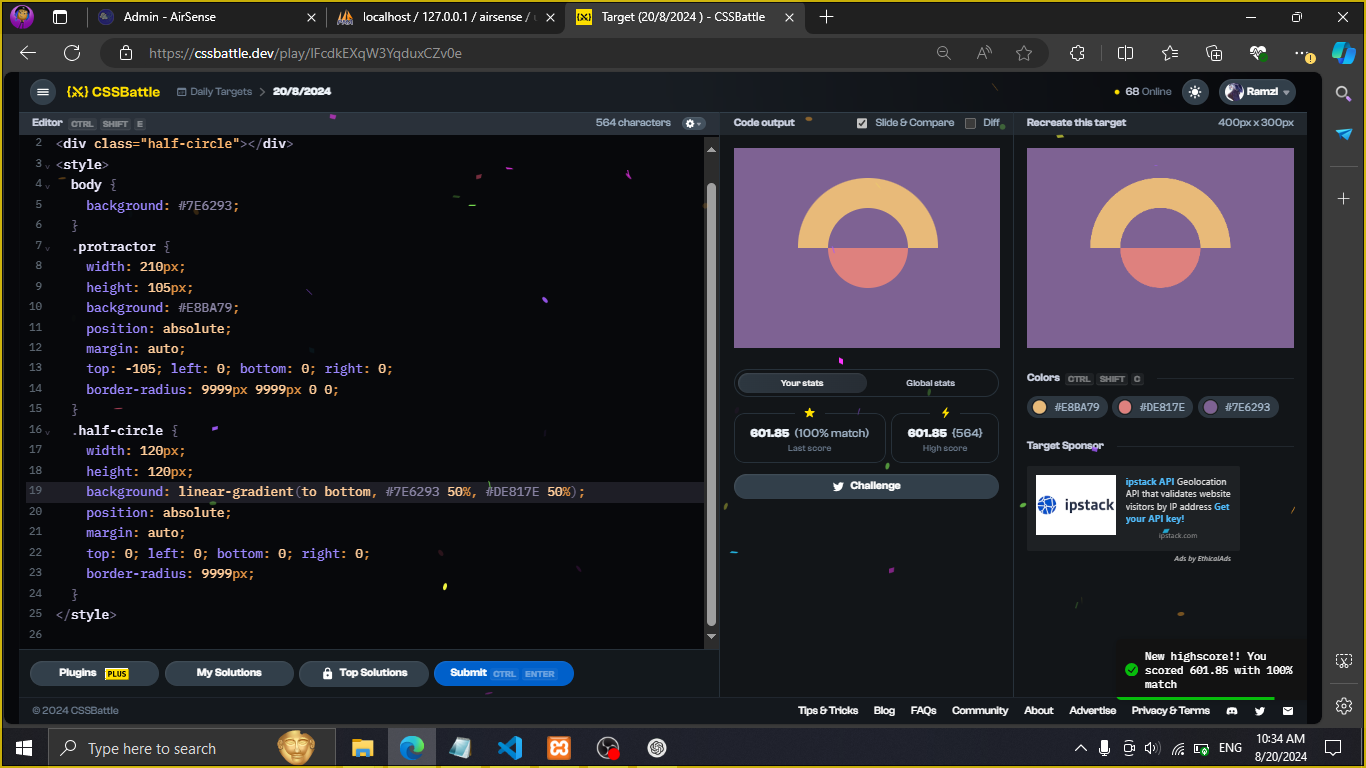 Admin - AirSense
localhost / 127.0.0.1 / airsense /
Target (20/8/2024 ) - CSSBattle
https://cssbattle.dev/play/lFcdkEXqW3YqduxCZv0e
{X} CSSBattle
Daily Targets > 20/8/2024
68 Online
Ramzl
Editor CTRL SHIFT E
564 characters
Code output
Slide & Compare
Diff
Recreate this target
400px x 300px
2 <div class="half-circle"></div>
3 <style>
4 body {
5 background: #7E6293;
6 }
7 .protractor {
8 width: 210px;
9 height: 105px;
10 background: #E8BA79;
11 position: absolute;
12 margin: auto;
13 top: -105; left: 0; bottom: 0; right: 0;
14 border-radius: 9999px 9999px 0 0;
15 }
16 .half-circle {
17 width: 120px;
18 height: 120px;
19 background: linear-gradient(to bottom, #7E6293 50%, #DE817E 50%);
20 position: absolute;
21 margin: auto;
22 top: 0; left: 0; bottom: 0; right: 0;
23 border-radius: 9999px;
24 }
25 </style>
26
Your stats
Global stats
601.85 (100% match)
Last score
601.85 {564}
High score
Challenge
Colors CTRL SHIFT C
#E8BA79
#DE817E
#7E6293
Target Sponsor
ipstack
ipstack API Geolocation
API that validates website
visitors by IP address Get
your API key!
ipstack.com
Ads by EthicalAds
New highscore!! You
scored 601.85 with 100%
match
Plugins PLUS
My Solutions
Top Solutions
Submit CTRL ENTER
© 2024 CSSBattle
Tips & Tricks
Blog
FAQs
Community
About
Advertise
Privacy & Terms
Type here to search
ENG
10:34 AM
8/20/2024